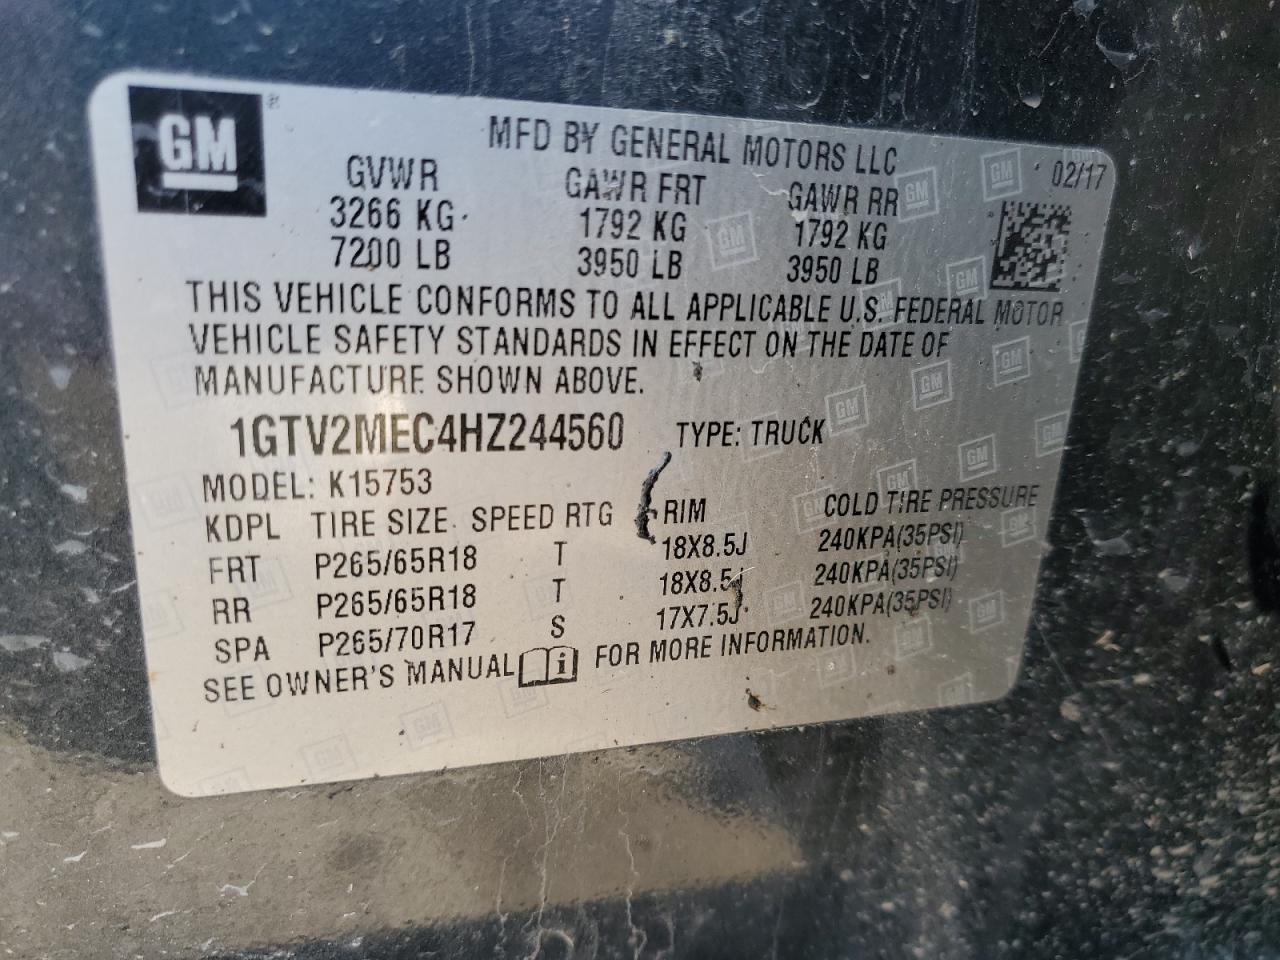 GM ®
MFD BY GENERAL MOTORS LLC
02/17
GVWR GAWR FRT GAWR RR
3266 KG 1792 KG 1792 KG
7200 LB 3950 LB 3950 LB
THIS VEHICLE CONFORMS TO ALL APPLICABLE U.S. FEDERAL MOTOR
VEHICLE SAFETY STANDARDS IN EFFECT ON THE DATE OF
MANUFACTURE SHOWN ABOVE.
1GTV2MEC4HZ244560 TYPE: TRUCK
MODEL: K15753
KDPL TIRE SIZE SPEED RTG RIM COLD TIRE PRESSURE
FRT P265/65R18 T 18X8.5J 240KPA(35PSI)
RR P265/65R18 T 18X8.5J 240KPA(35PSI)
SPA P265/70R17 S 17X7.5J 240KPA(35PSI)
SEE OWNER'S MANUAL i FOR MORE INFORMATION.